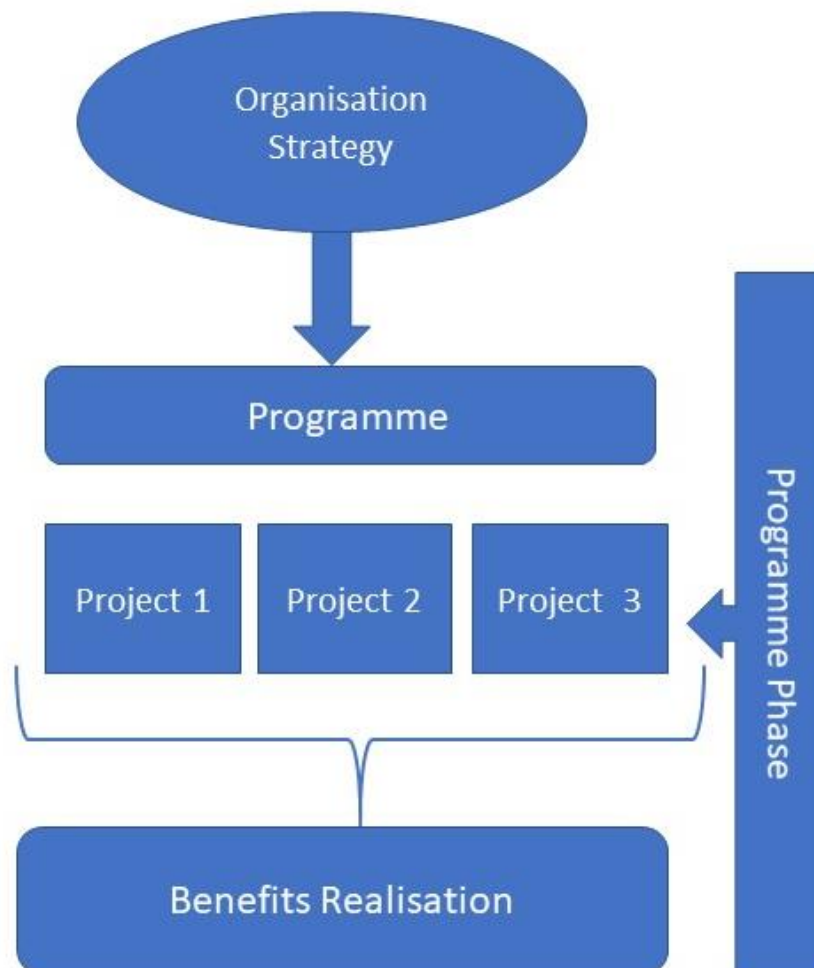 Organisation
Strategy
Programme
Project 1
Project 2
Project 3
Programme Phase
Benefits Realisation